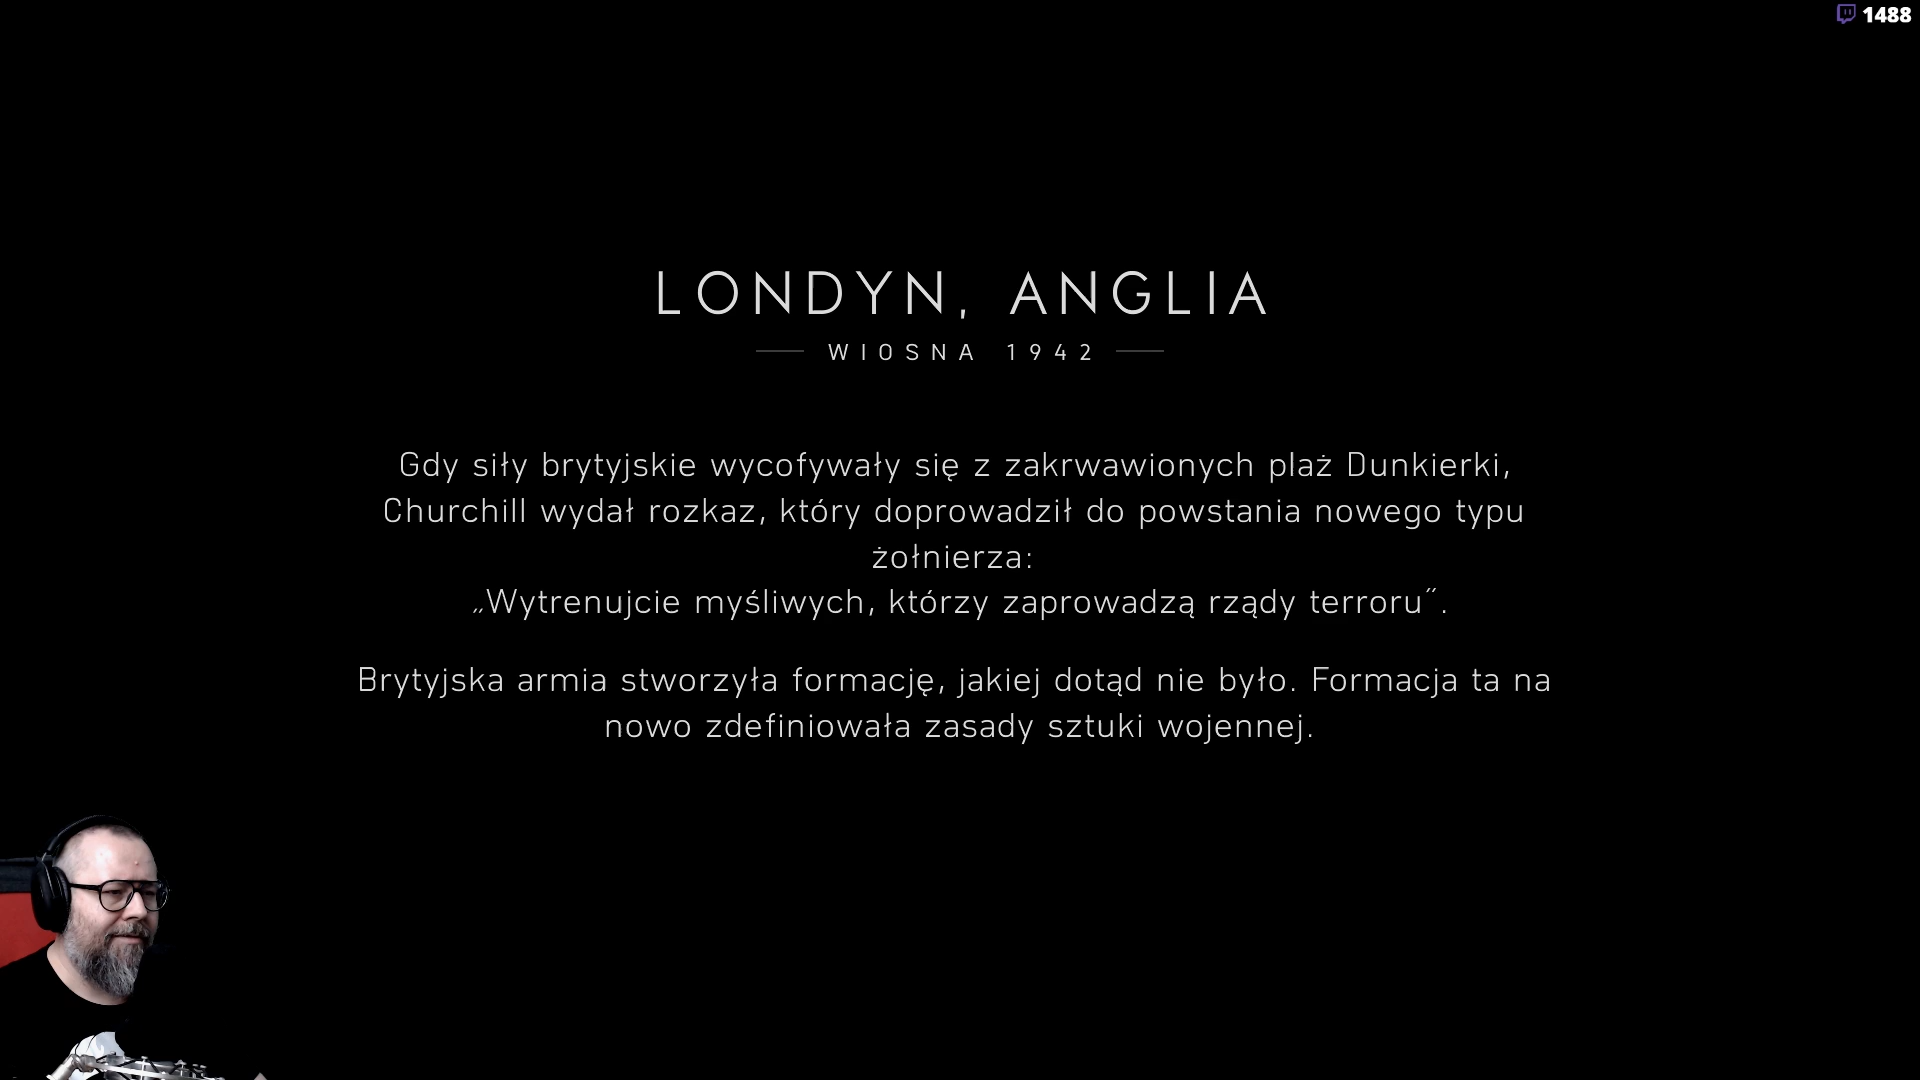 1488
LONDYN, ANGLIA
WIOSNA 1942
Gdy siły brytyjskie wycofywały się z zakrwawionych plaż Dunkierki,
Churchill wydał rozkaz, który doprowadził do powstania nowego typu
żołnierza:
„Wytrenujcie myśliwych, którzy zaprowadzą rządy terroru”.
Brytyjska armia stworzyła formację, jakiej dotąd nie było. Formacja ta na
nowo zdefiniowała zasady sztuki wojennej.